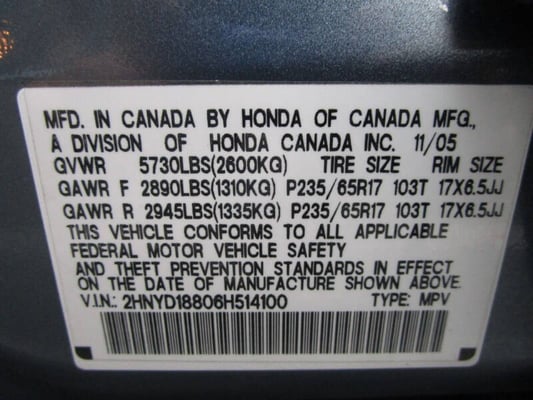 MFD. IN CANADA BY HONDA OF CANADA MFG.,
A DIVISION OF HONDA CANADA INC. 11/05
GVWR 5730LBS(2600KG) TIRE SIZE RIM SIZE
GAWR F 2890LBS(1310KG) P235/65R17 103T 17X6.5JJ
GAWR R 2945LBS(1335KG) P235/65R17 103T 17X6.5JJ
THIS VEHICLE CONFORMS TO ALL APPLICABLE
FEDERAL MOTOR VEHICLE SAFETY
AND THEFT PREVENTION STANDARDS IN EFFECT
ON THE DATE OF MANUFACTURE SHOWN ABOVE.
V.I.N.: 2HNYD18806H514100 TYPE: MPV